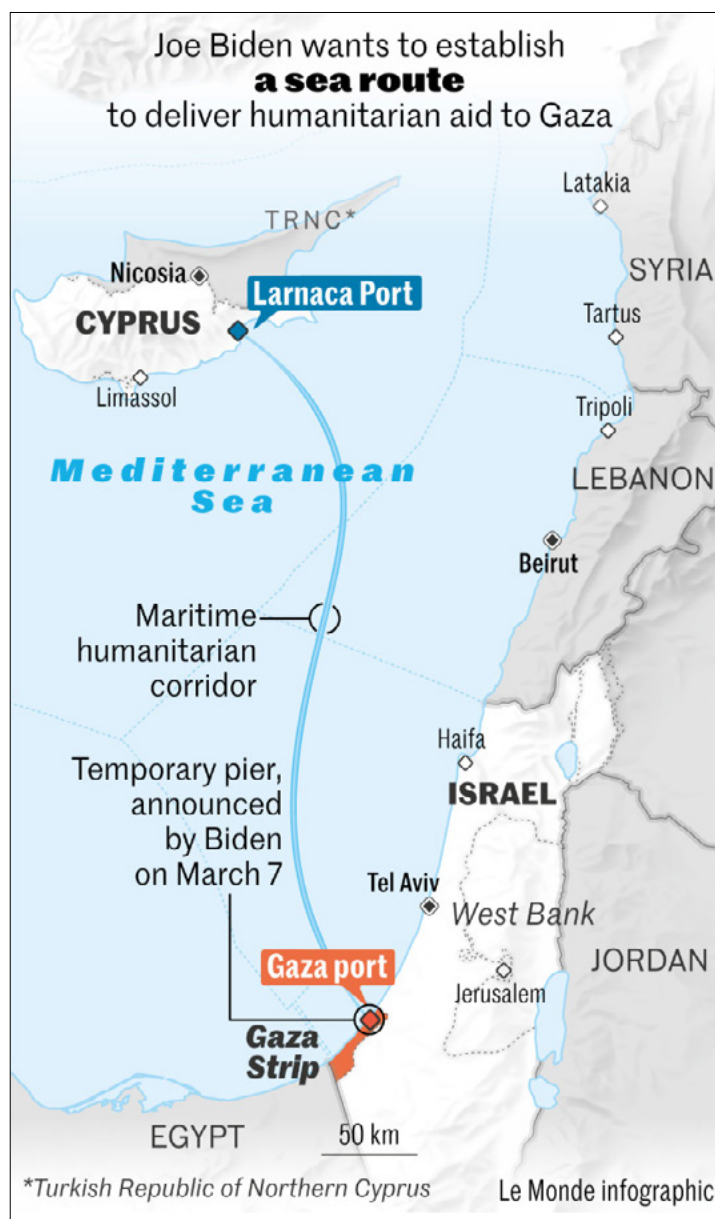 Joe Biden wants to establish
a sea route
to deliver humanitarian aid to Gaza
Latakia
TRNC*
Nicosia
SYRIA
Larnaca Port
CYPRUS
Tartus
Limassol
Tripoli
Mediterranean
Sea
LEBANON
Beirut
Maritime
humanitarian
corridor
Haifa
Temporary pier,
announced
by Biden
on March 7
ISRAEL
Tel Aviv
West Bank
Gaza port
JORDAN
Jerusalem
Gaza
Strip
EGYPT
50 km
*Turkish Republic of Northern Cyprus
Le Monde infographic